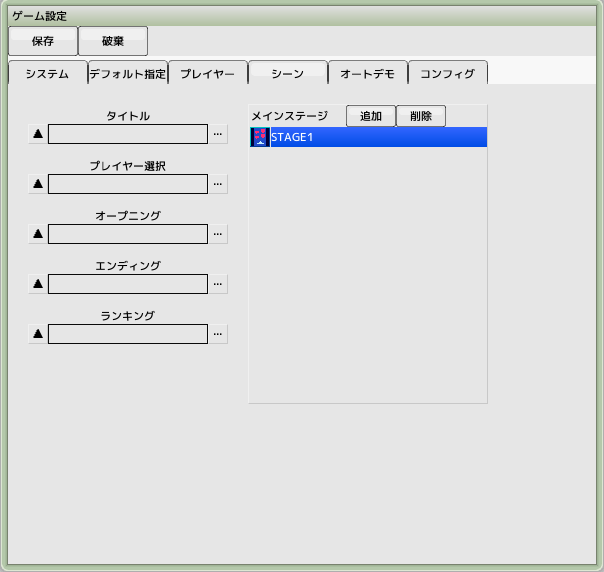 ゲーム設定
保存 破棄
システム デフォルト指定 プレイヤー シーン オートデモ コンフィグ
タイトル
...
プレイヤー選択
...
オープニング
...
エンディング
...
ランキング
...
メインステージ 追加 削除
STAGE1